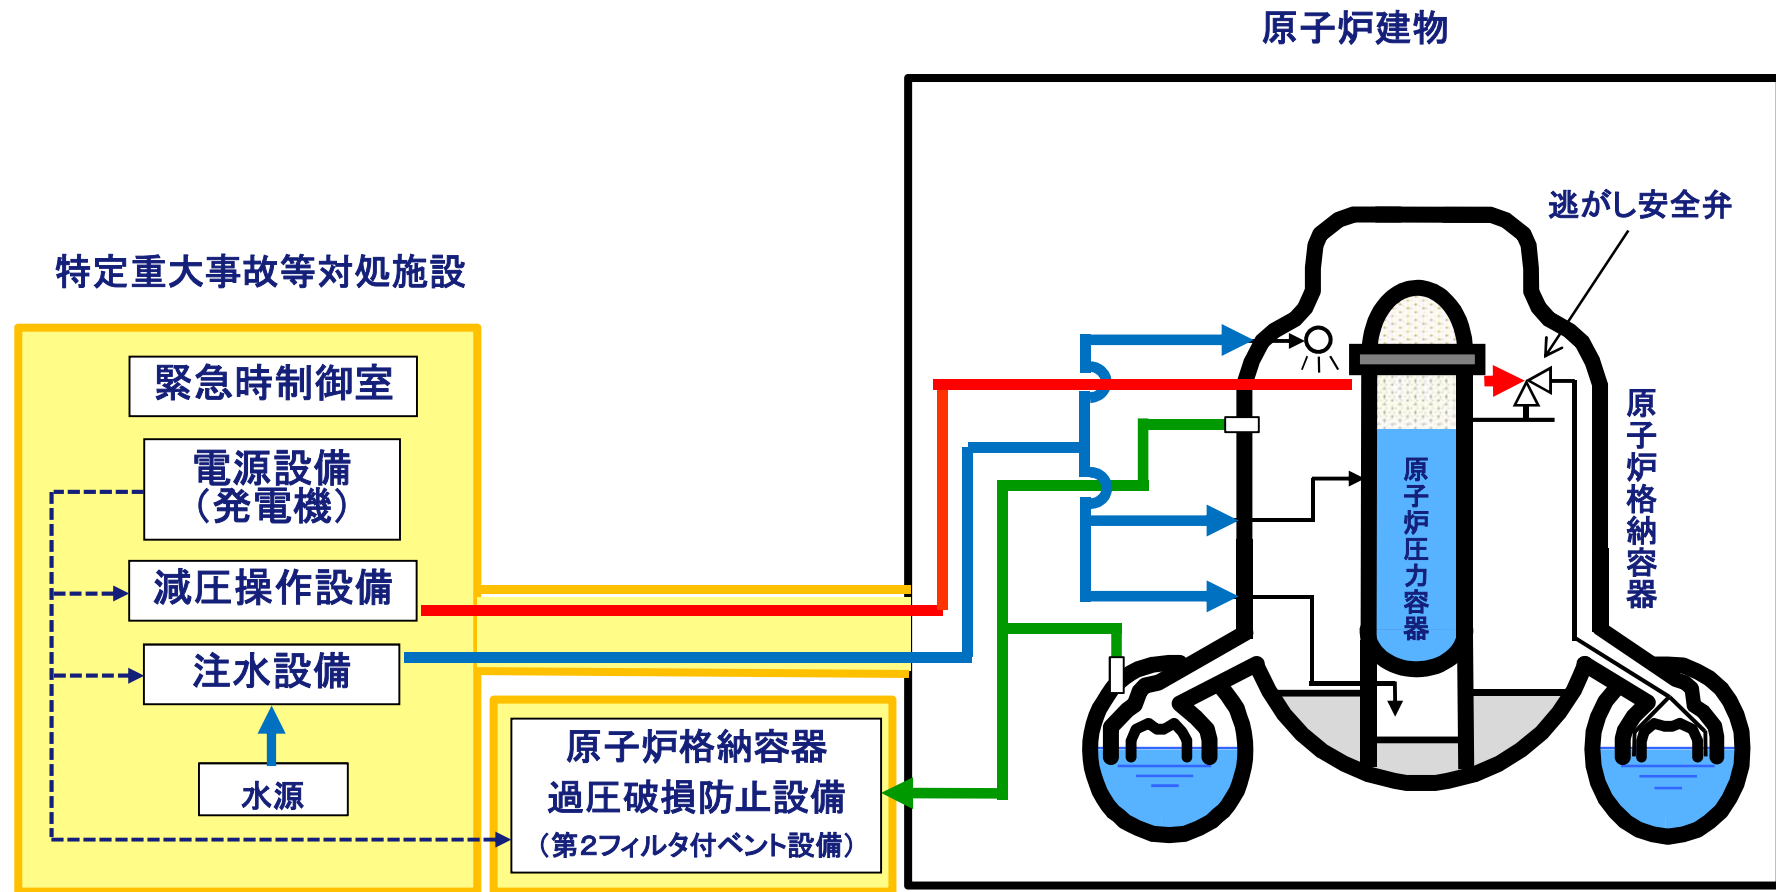 原子炉建物
逃がし安全弁
特定重大事故等対処施設
緊急時制御室
電源設備
（発電機）
減圧操作設備
注水設備
水源
原子炉格納容器
過圧破損防止設備
（第２フィルタ付ベント設備）
原子炉圧力容器
原子炉格納容器